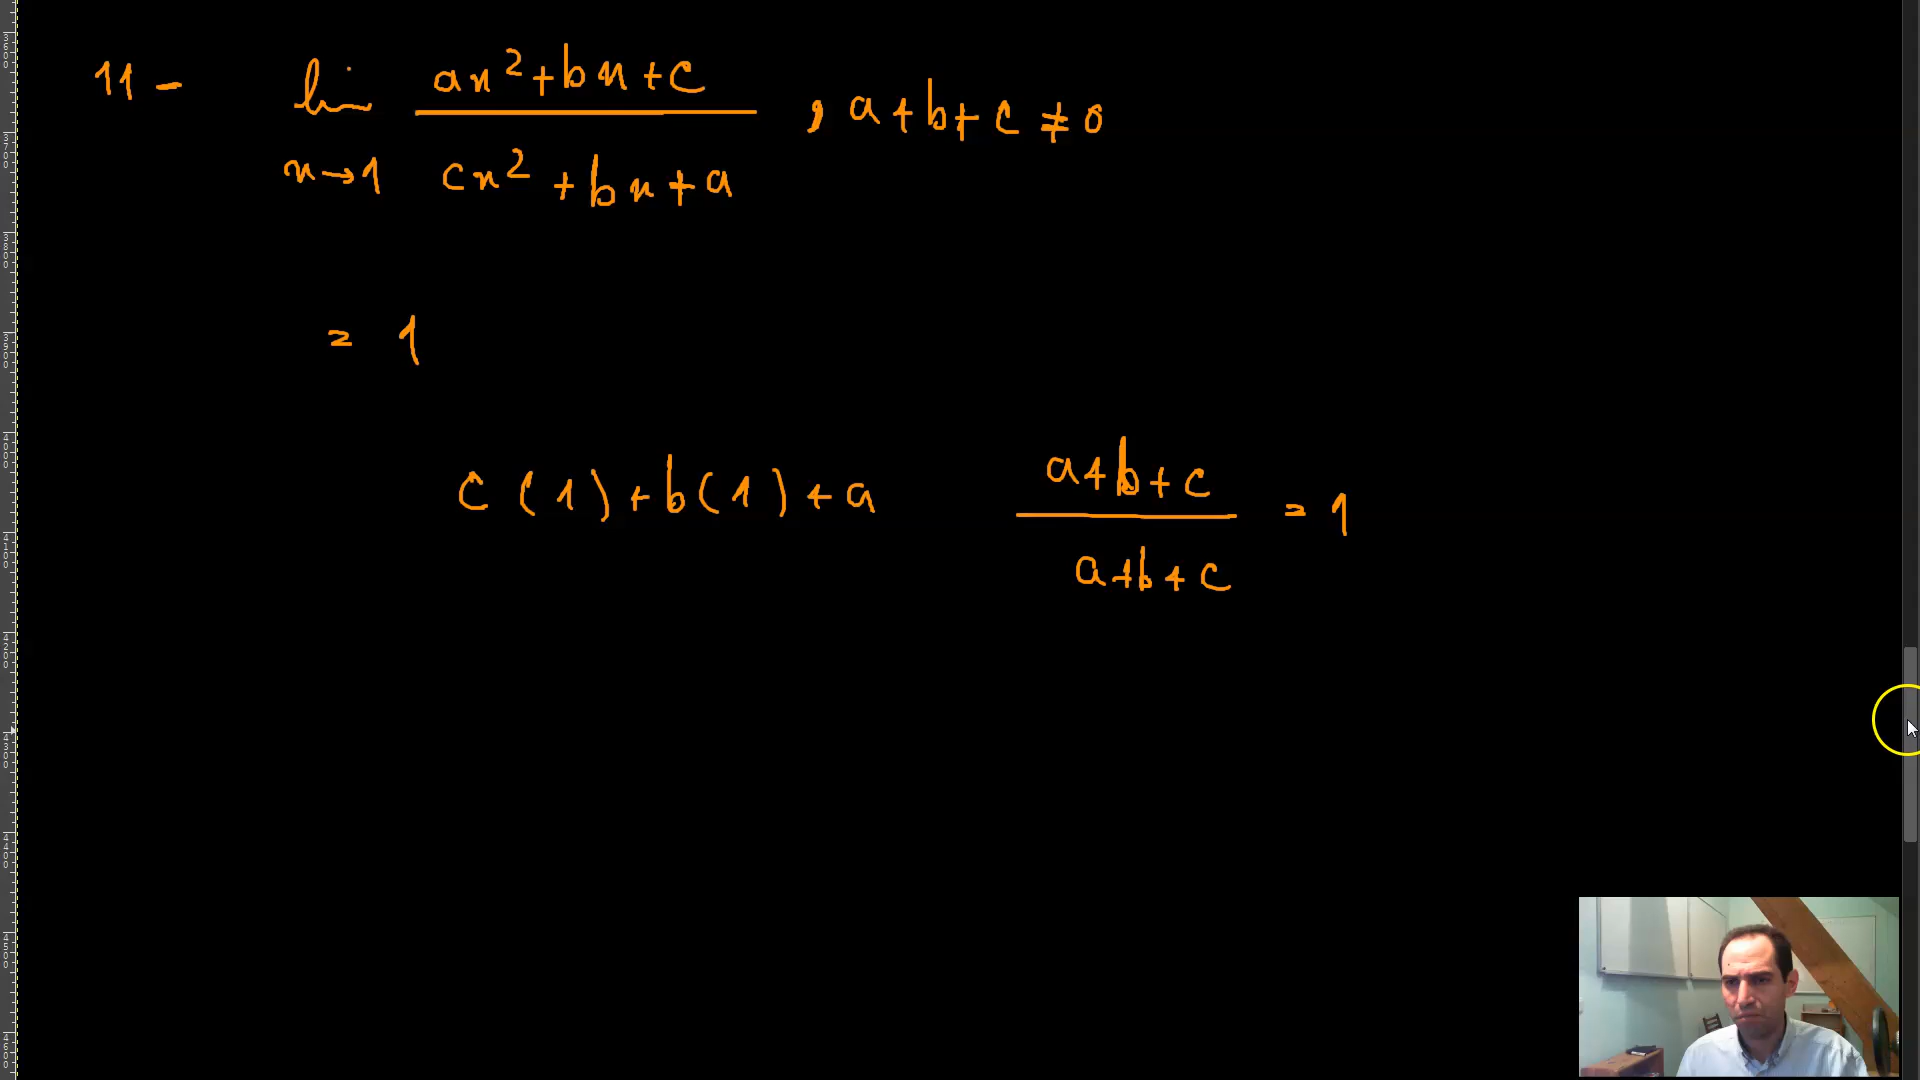 11 - lim x→1 ax²+bx+c / cx²+bx+a , a+b+c ≠ 0
= 1
c(1)+b(1)+a
a+b+c / a+b+c = 1